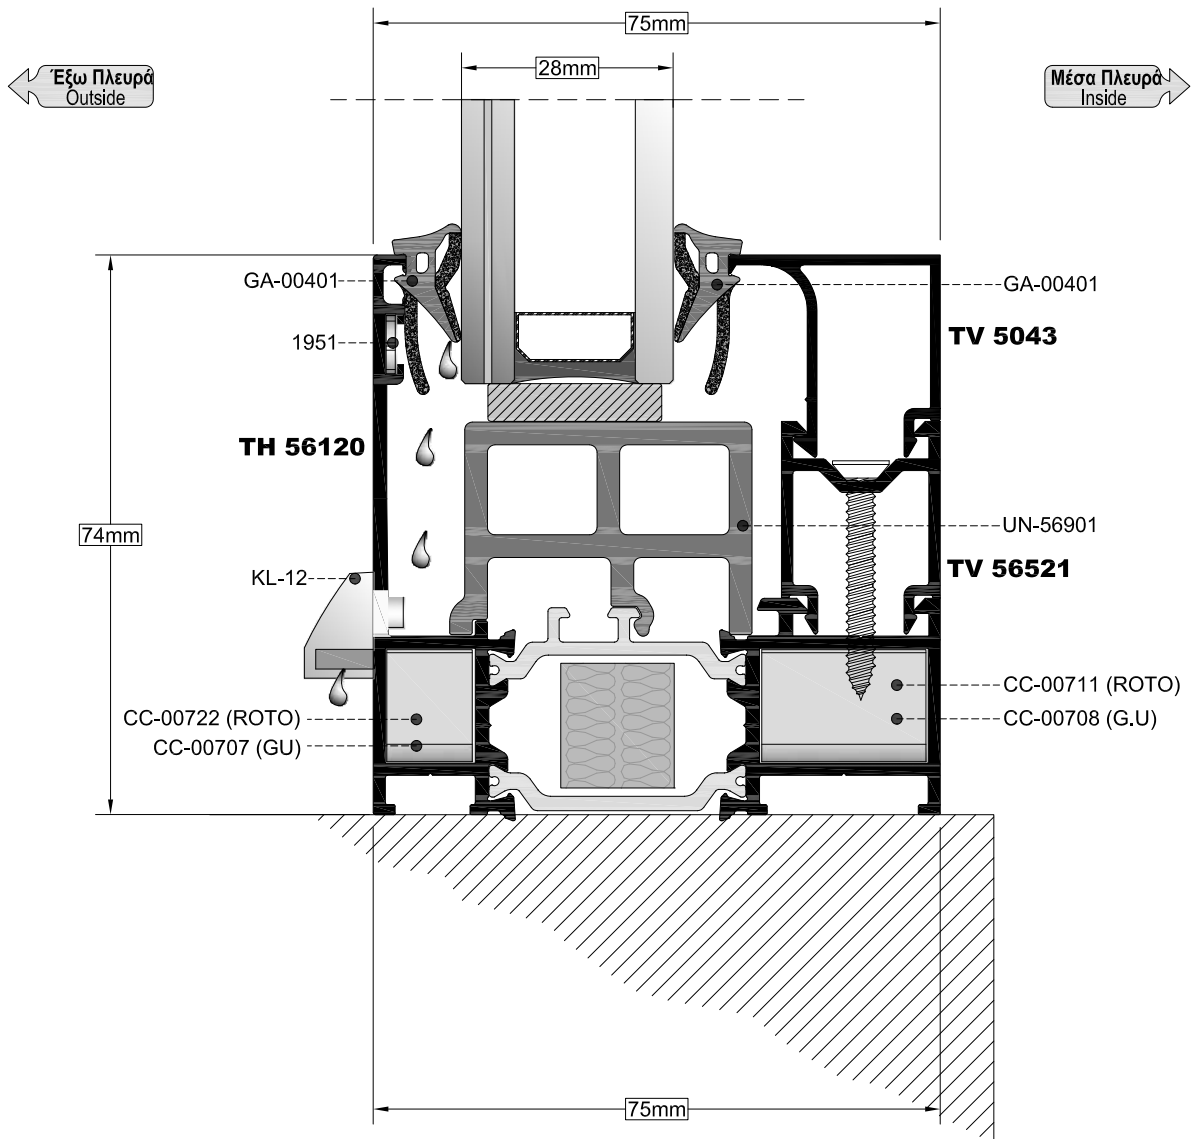 75mm
28mm
Έξω Πλευρά
Outside
Μέσα Πλευρά
Inside
GA-00401
GA-00401
1951
TV 5043
TH 56120
74mm
UN-56901
KL-12
TV 56521
CC-00711 (ROTO)
CC-00722 (ROTO)
CC-00708 (G.U)
CC-00707 (GU)
75mm